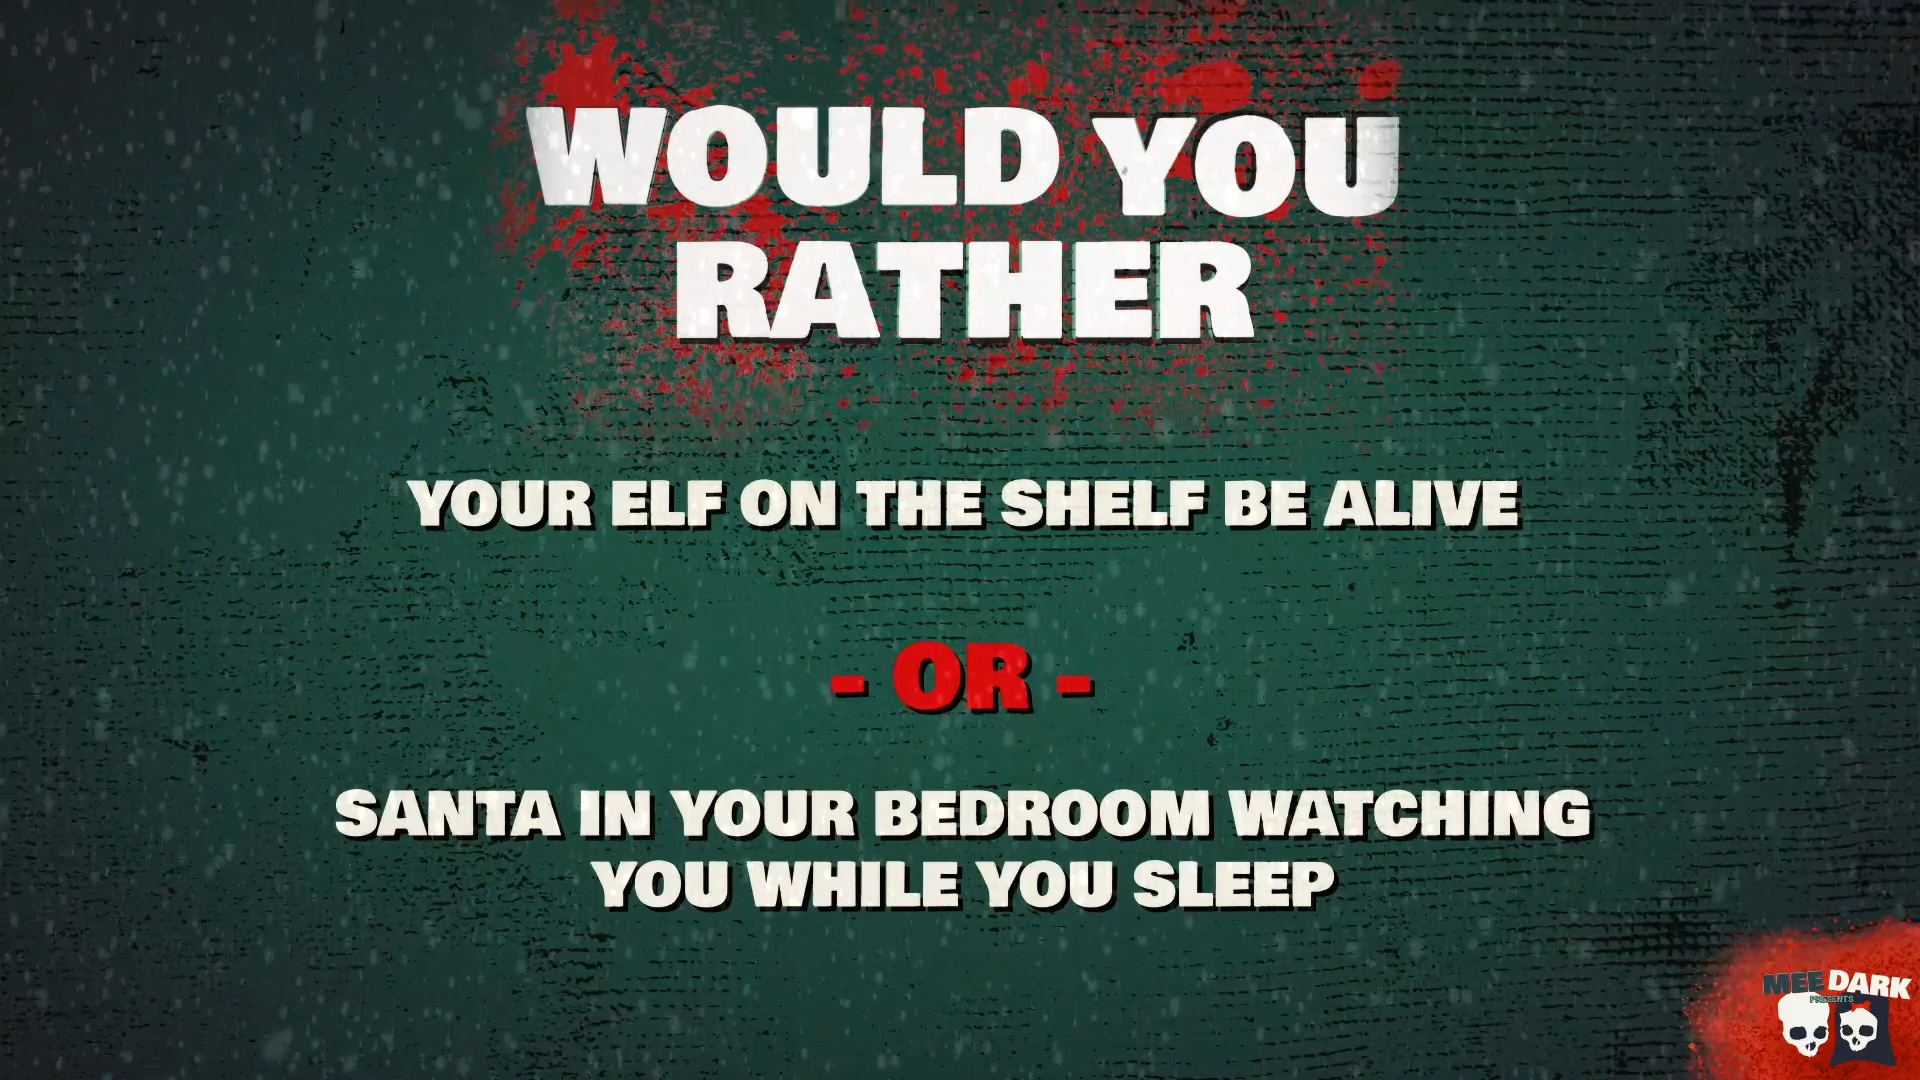 WOULD YOU
RATHER
YOUR ELF ON THE SHELF BE ALIVE
- OR -
SANTA IN YOUR BEDROOM WATCHING
YOU WHILE YOU SLEEP
MEE DARK
PRESENTS